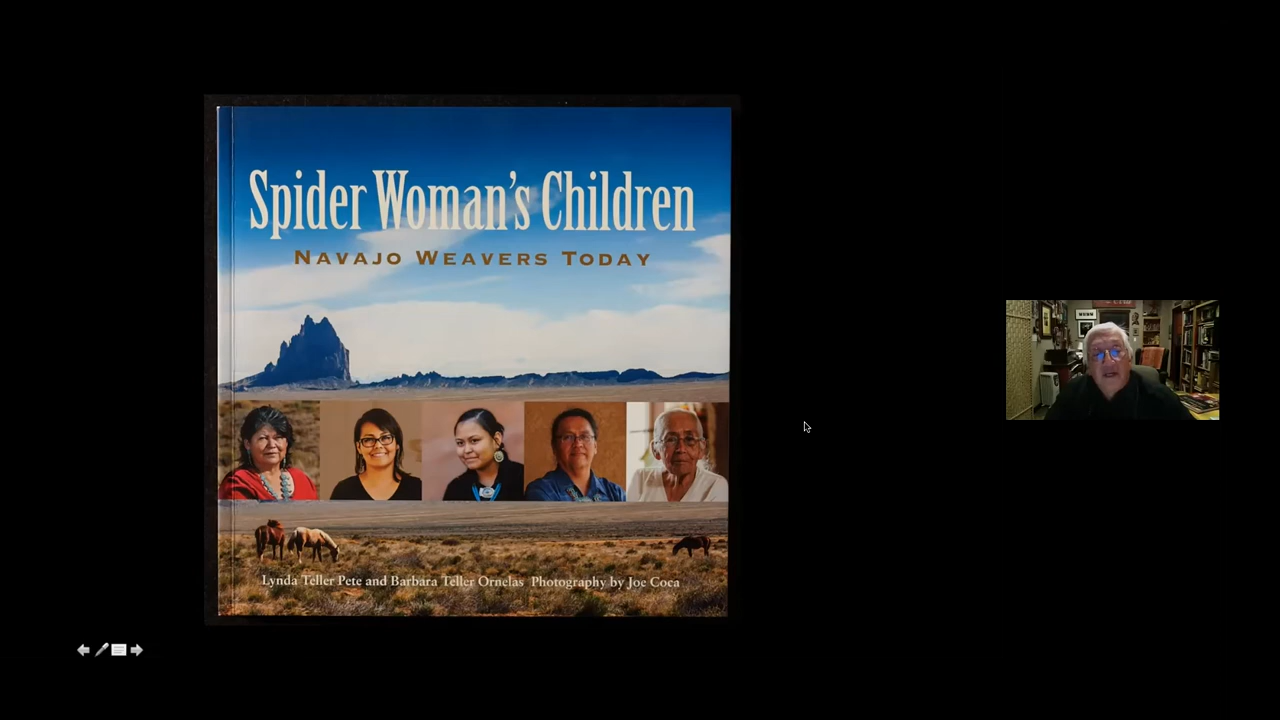 Spider Woman's Children
NAVAJO WEAVERS TODAY
Lynda Teller Pete and Barbara Teller Ornelas Photography by Joe Coca